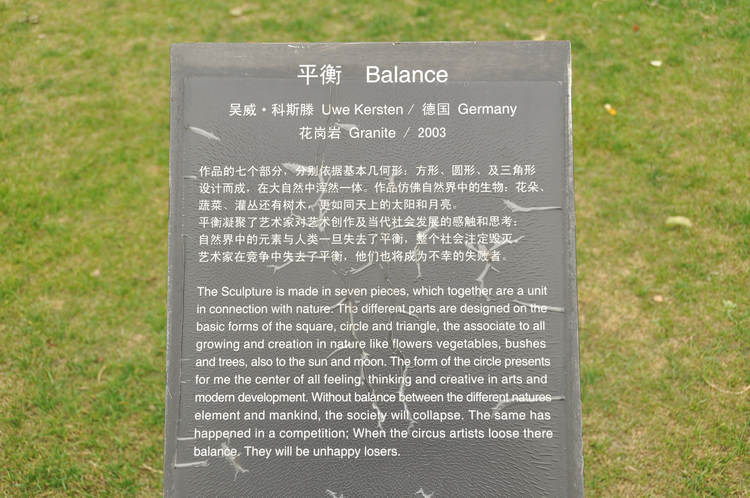 平衡 Balance
吴威·科斯滕 Uwe Kersten / 德国 Germany
花岗岩 Granite / 2003
作品的七个部分，分别依据基本几何形：方形、圆形、及三角形
设计而成，在大自然中浑然一体。作品仿佛自然界中的生物：花朵、
蔬菜、灌丛还有树木，更如同天上的太阳和月亮。
平衡凝聚了艺术家对艺术创作及当代社会发展的感触和思考：
自然界中的元素与人类一旦失去了平衡，整个社会注定毁灭。
艺术家在竞争中失去了平衡，他们也将成为不幸的失败者。
The Sculpture is made in seven pieces, which together are a unit
in connection with nature. The different parts are designed on the
basic forms of the square, circle and triangle, the associate to all
growing and creation in nature like flowers vegetables, bushes
and trees, also to the sun and moon. The form of the circle presents
for me the center of all feeling, thinking and creative in arts and
modern development. Without balance between the different natures
element and mankind, the society will collapse. The same has
happened in a competition; When the circus artists loose there
balance. They will be unhappy losers.